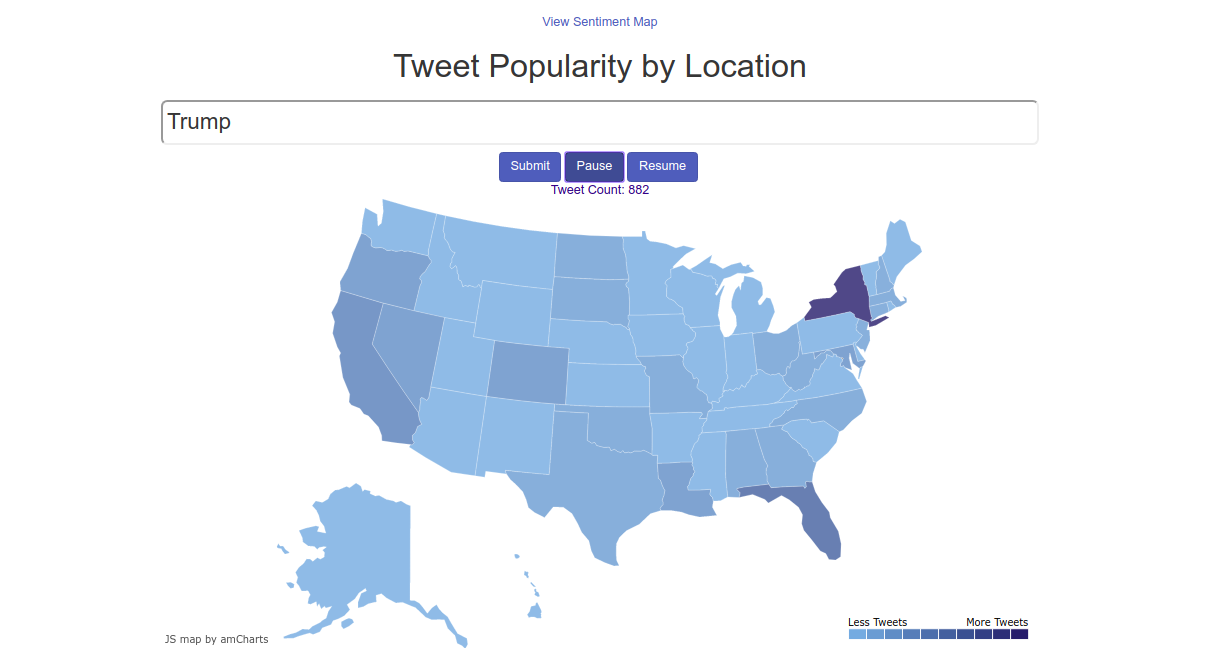 View Sentiment Map
Tweet Popularity by Location
Trump
Submit Pause Resume
Tweet Count: 882
Less Tweets More Tweets
JS map by amCharts